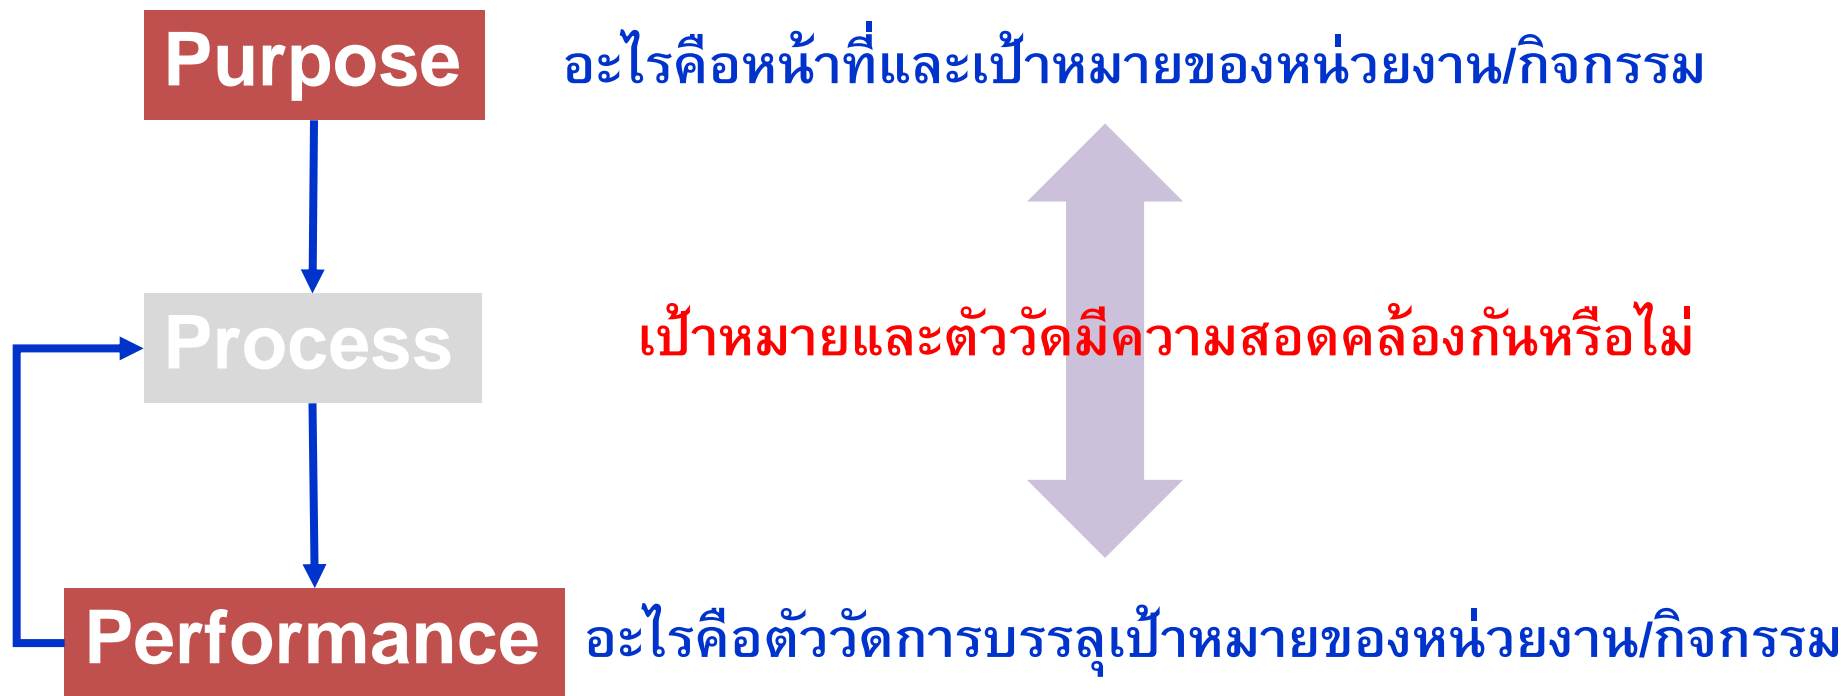 Purpose
อะไรคือหน้าที่และเป้าหมายของหน่วยงาน/กิจกรรม
Process
เป้าหมายและตัววัดมีความสอดคล้องกันหรือไม่
Performance
อะไรคือตัววัดการบรรลุเป้าหมายของหน่วยงาน/กิจกรรม